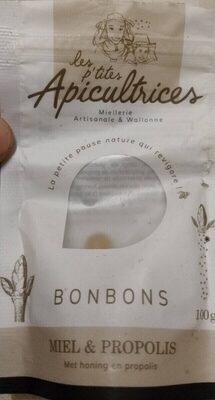 les
p'tites
Apicultrices
Miellerie
Artisanale & Wallonne
La petite pause nature qui revigore !
BONBONS
100 g
MIEL & PROPOLIS
Met honing en propolis